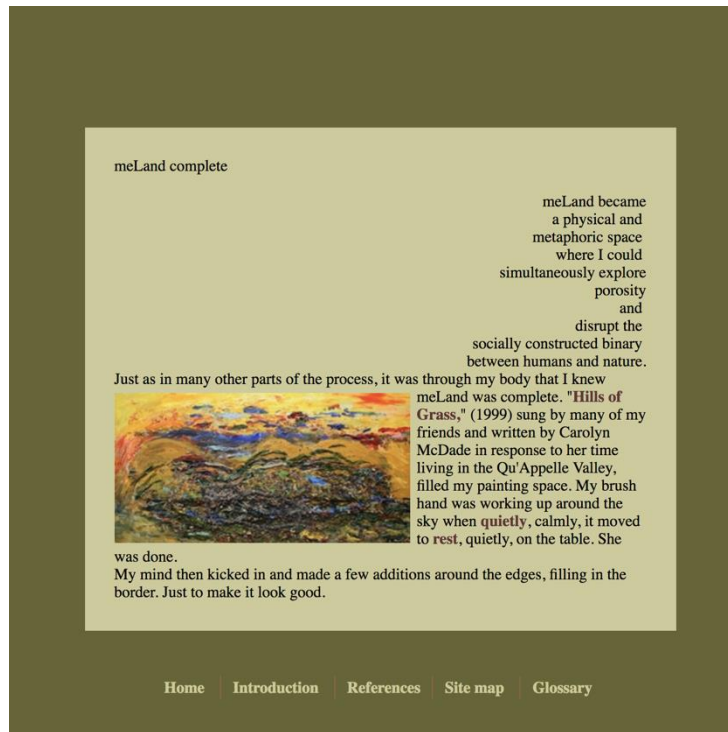 meLand complete
meLand became
a physical and
metaphoric space
where I could
simultaneously explore
porosity
and
disrupt the
socially constructed binary
between humans and nature.
Just as in many other parts of the process, it was through my body that I knew
meLand was complete. "Hills of
Grass," (1999) sung by many of my
friends and written by Carolyn
McDade in response to her time
living in the Qu'Appelle Valley,
filled my painting space. My brush
hand was working up around the
sky when quietly, calmly, it moved
to rest, quietly, on the table. She
was done.
My mind then kicked in and made a few additions around the edges, filling in the
border. Just to make it look good.
Home Introduction References Site map Glossary